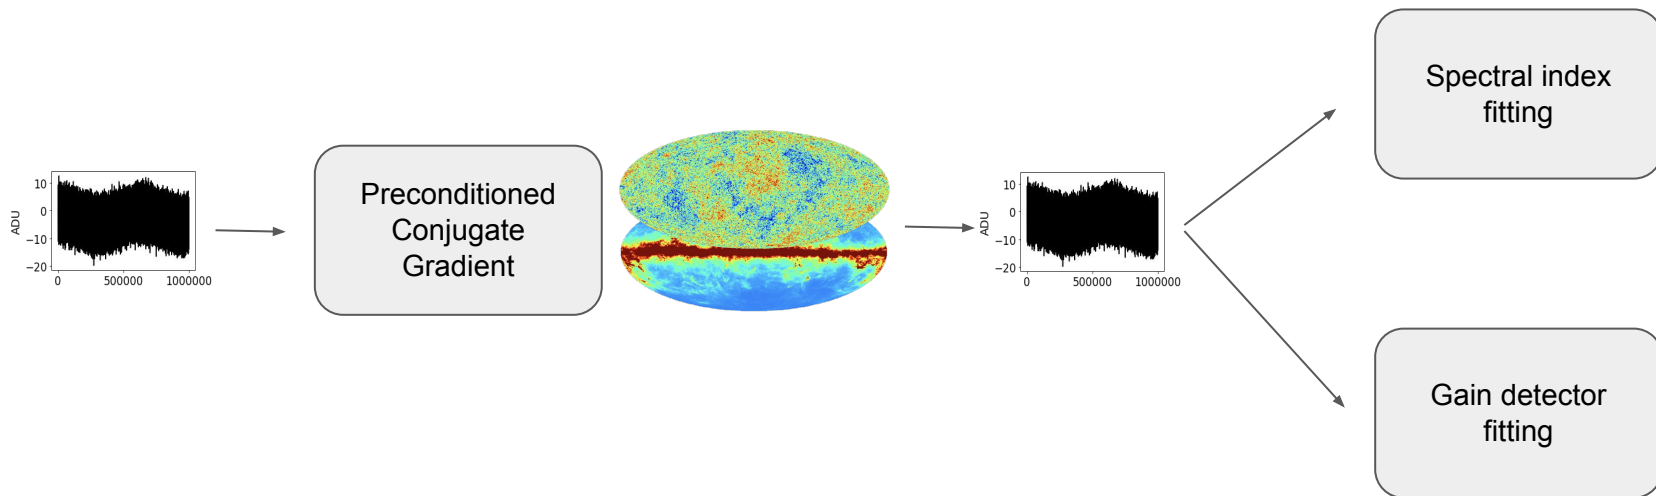 ADU
10
0
−10
−20
0 500000 1000000
Preconditioned
Conjugate
Gradient
ADU
10
0
−10
−20
0 500000 1000000
Spectral index
fitting
Gain detector
fitting